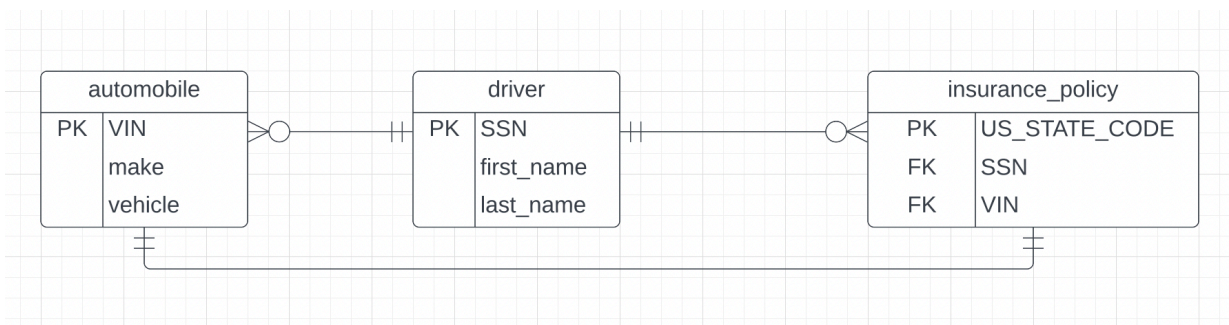 automobile
PK VIN
make
vehicle
driver
PK SSN
first_name
last_name
insurance_policy
PK US_STATE_CODE
FK SSN
FK VIN